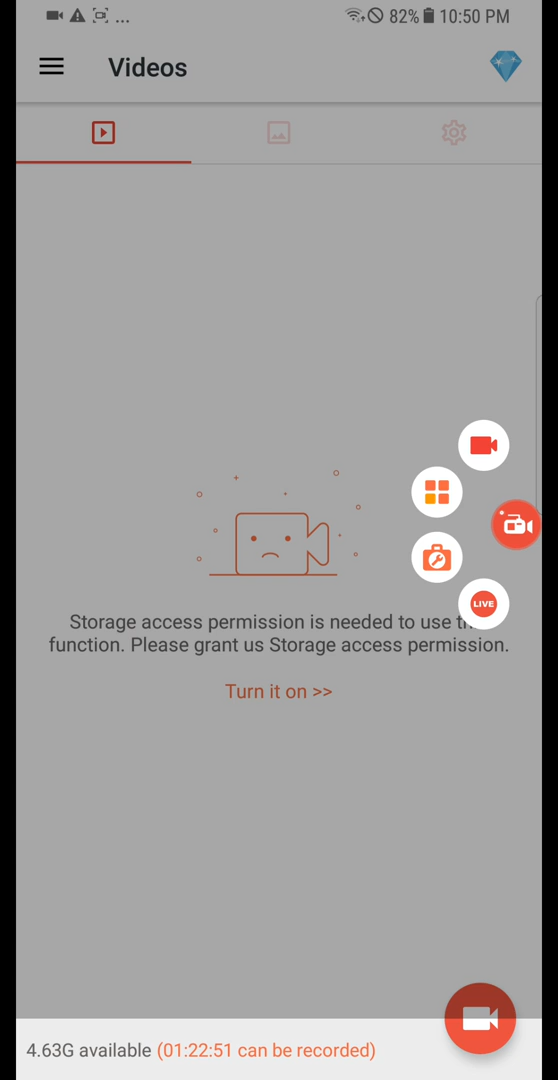 ... 82% 10:50 PM
Videos
LIVE
Storage access permission is needed to use
function. Please grant us Storage access permission.
Turn it on >>
4.63G available (01:22:51 can be recorded)